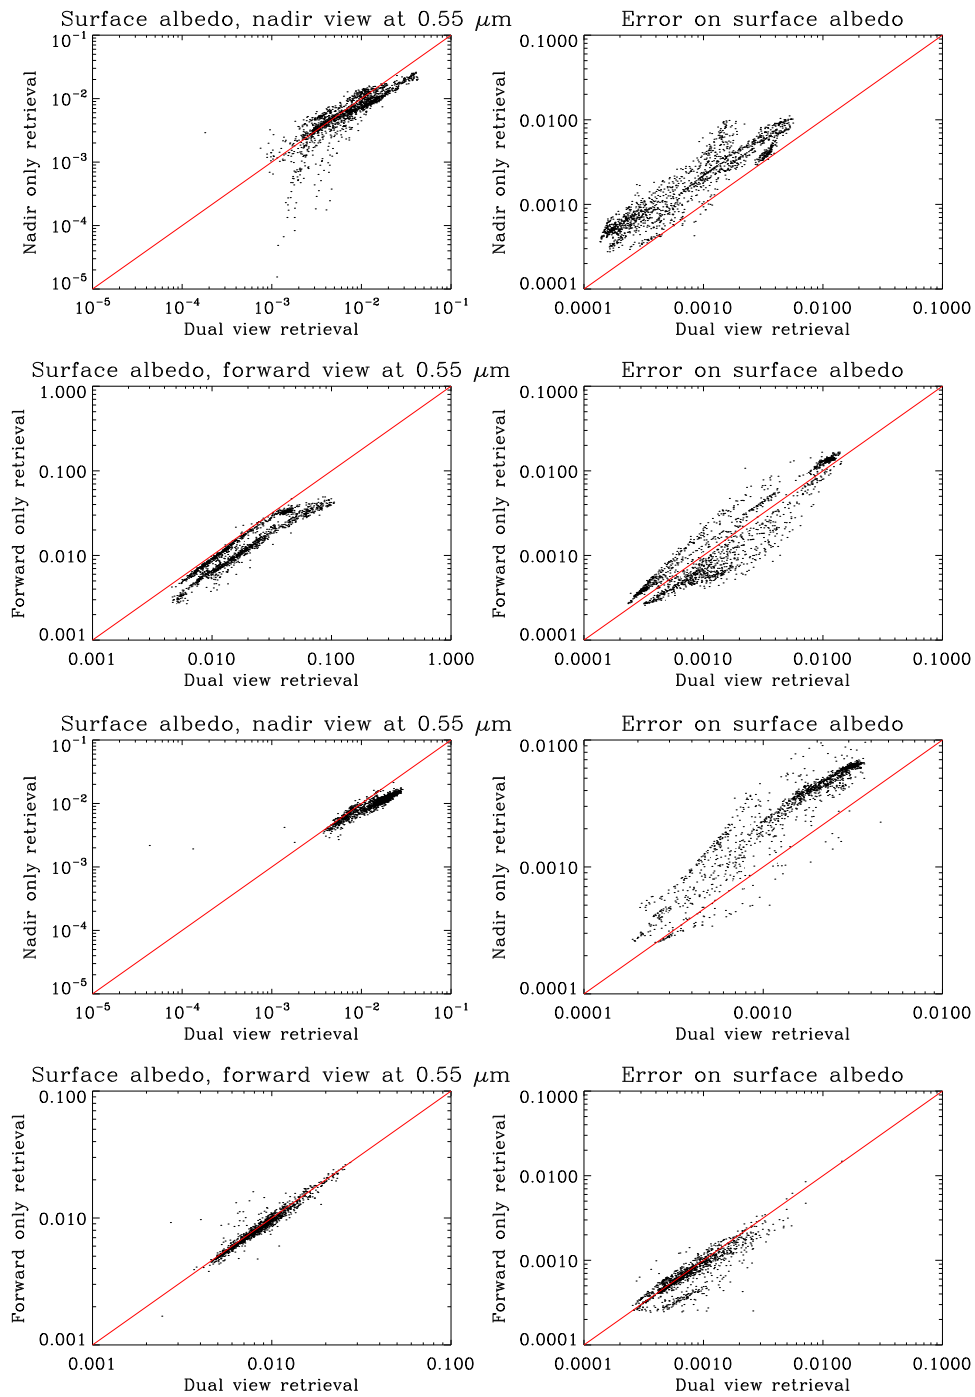 Surface albedo, nadir view at 0.55 μm
Error on surface albedo
10⁻¹
10⁻²
10⁻³
10⁻⁴
10⁻⁵
Nadir only retrieval
10⁻⁵ 10⁻⁴ 10⁻³ 10⁻² 10⁻¹
Dual view retrieval
0.1000
0.0100
0.0010
0.0001
Nadir only retrieval
0.0001 0.0010 0.0100 0.1000
Dual view retrieval
Surface albedo, forward view at 0.55 μm
Error on surface albedo
1.000
0.100
0.010
0.001
Forward only retrieval
0.001 0.010 0.100 1.000
Dual view retrieval
0.1000
0.0100
0.0010
0.0001
Forward only retrieval
0.0001 0.0010 0.0100 0.1000
Dual view retrieval
Surface albedo, nadir view at 0.55 μm
Error on surface albedo
10⁻¹
10⁻²
10⁻³
10⁻⁴
10⁻⁵
Nadir only retrieval
10⁻⁵ 10⁻⁴ 10⁻³ 10⁻² 10⁻¹
Dual view retrieval
0.0100
0.0010
0.0001
Nadir only retrieval
0.0001 0.0010 0.0100
Dual view retrieval
Surface albedo, forward view at 0.55 μm
Error on surface albedo
0.100
0.010
0.001
Forward only retrieval
0.001 0.010 0.100
Dual view retrieval
0.1000
0.0100
0.0010
0.0001
Forward only retrieval
0.0001 0.0010 0.0100 0.1000
Dual view retrieval